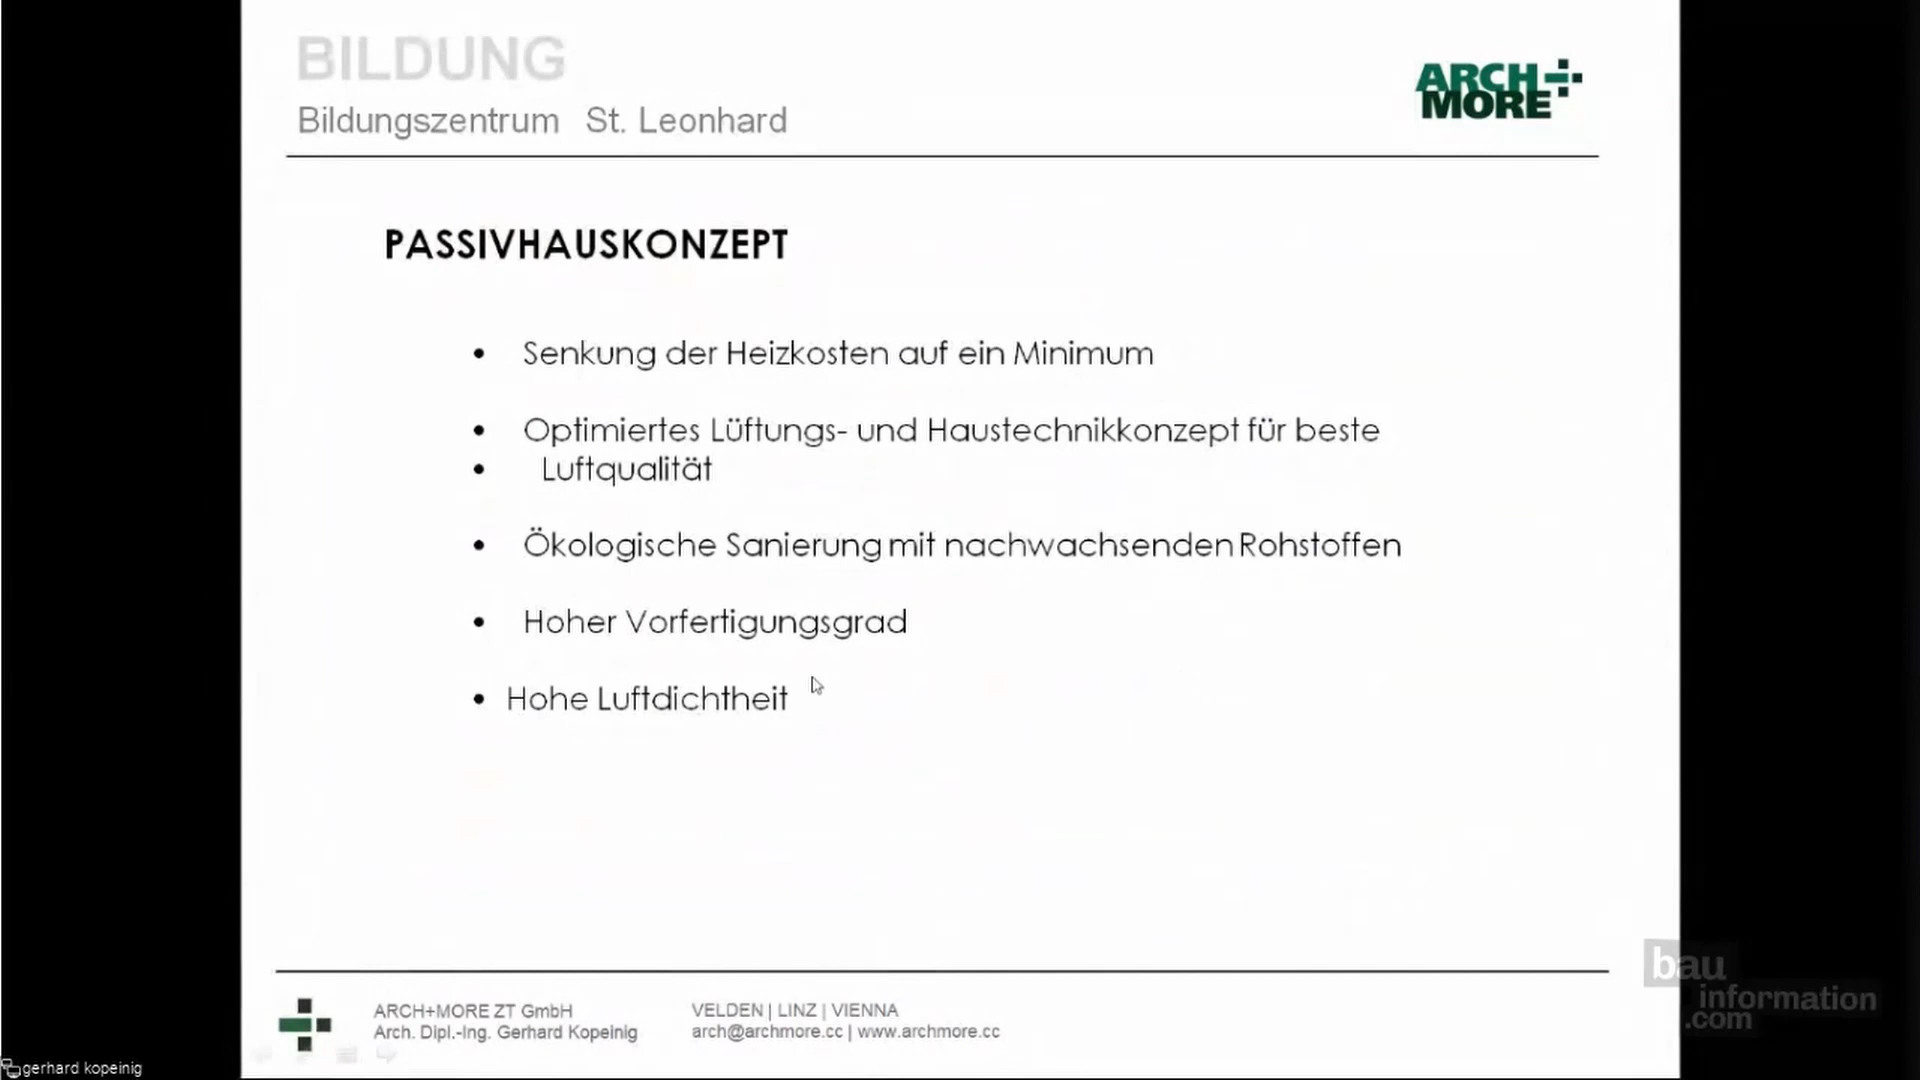 BILDUNG
Bildungszentrum St. Leonhard
ARCH
MORE
PASSIVHAUSKONZEPT
• Senkung der Heizkosten auf ein Minimum
• Optimiertes Lüftungs- und Haustechnikkonzept für beste
• Luftqualität
• Ökologische Sanierung mit nachwachsenden Rohstoffen
• Hoher Vorfertigungsgrad
• Hohe Luftdichtheit
ARCH+MORE ZT GmbH
Arch. Dipl.-Ing. Gerhard Kopeinig
VELDEN | LINZ | VIENNA
arch@archmore.cc | www.archmore.cc
bau
information
.com
gerhard kopeinig